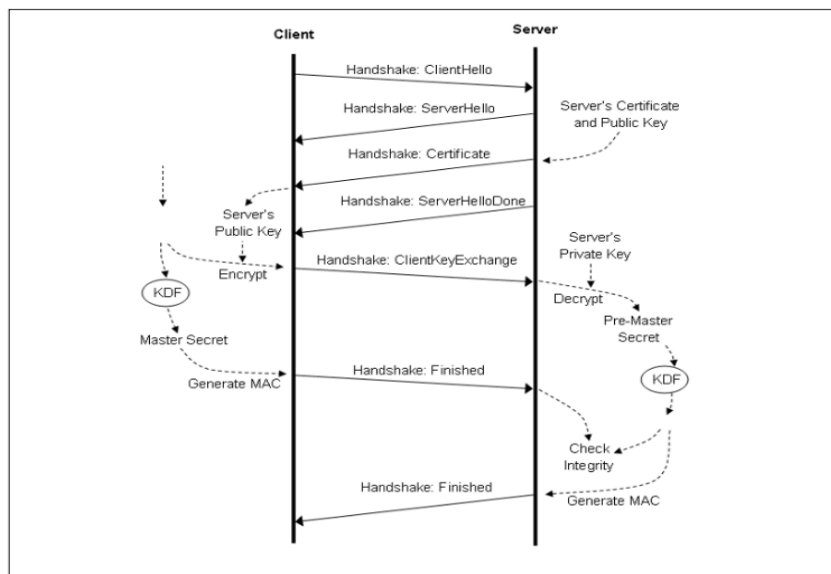 Client
Server
Handshake: ClientHello
Handshake: ServerHello
Server's Certificate
and Public Key
Handshake: Certificate
Handshake: ServerHelloDone
Server's
Public Key
Server's
Private Key
Handshake: ClientKeyExchange
Encrypt
KDF
Decrypt
Pre-Master
Secret
Master Secret
Handshake: Finished
Generate MAC
KDF
Check
Integrity
Handshake: Finished
Generate MAC